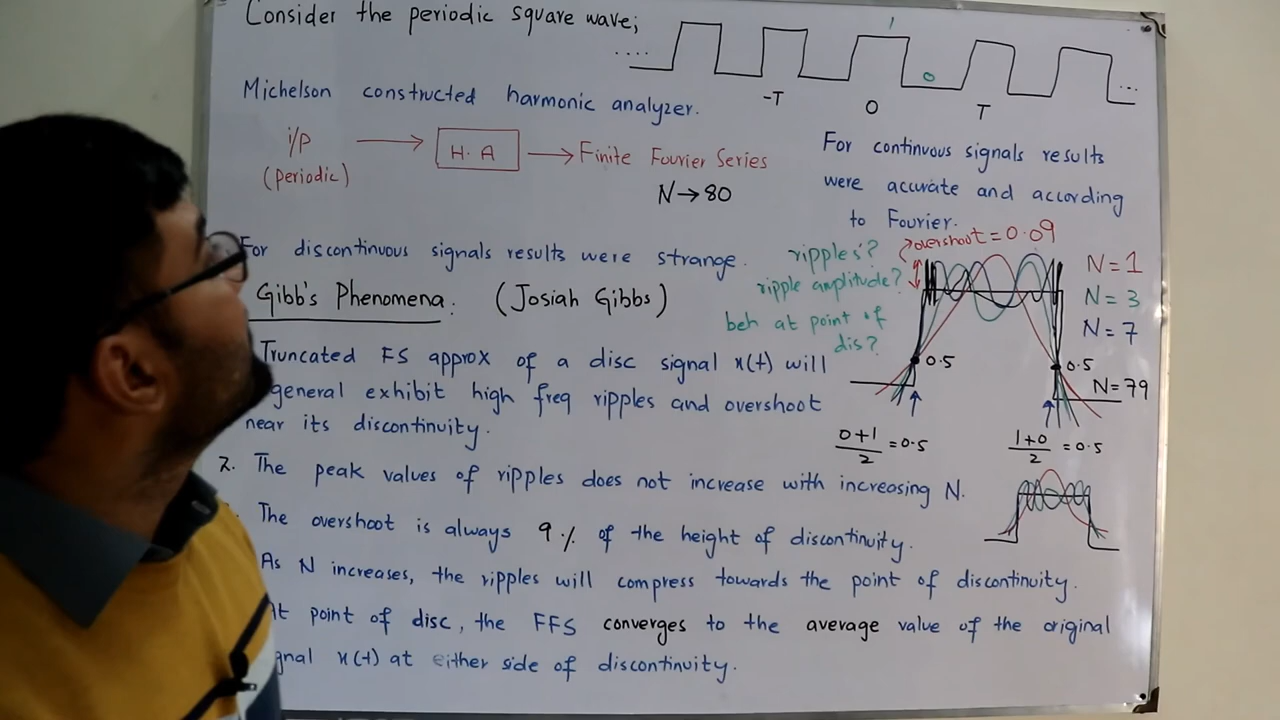 Consider the periodic square wave;
1
0
....
...
-T
0
T
Michelson constructed harmonic analyzer.
i/p
(periodic)
H.A
Finite Fourier Series
N→80
For continuous signals results
were accurate and according
to Fourier.
For discontinuous signals results were strange.
ripples?
ripple amplitude?
beh at point of
dis?
overshoot = 0.09
N=1
N=3
N=7
N=79
0.5
0.5
0+1
2
=0.5
1+0
2
=0.5
Gibb's Phenomena: (Josiah Gibbs)
Truncated FS approx of a disc signal x(t) will
general exhibit high freq ripples and overshoot
near its discontinuity.
2. The peak values of ripples does not increase with increasing N.
The overshoot is always 9% of the height of discontinuity.
As N increases, the ripples will compress towards the point of discontinuity.
At point of disc, the FFS converges to the average value of the original
gnal x(t) at either side of discontinuity.